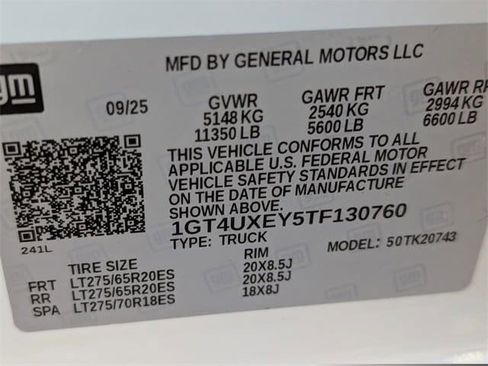 gm
MFD BY GENERAL MOTORS LLC
09/25 GVWR GAWR FRT GAWR RR
5148 KG 2540 KG 2994 KG
11350 LB 5600 LB 6600 LB
THIS VEHICLE CONFORMS TO ALL
APPLICABLE U.S. FEDERAL MOTOR
VEHICLE SAFETY STANDARDS IN EFFECT
ON THE DATE OF MANUFACTURE
SHOWN ABOVE.
241L 1GT4UXEY5TF130760
TYPE: TRUCK MODEL: 50TK20743
TIRE SIZE RIM
FRT LT275/65R20ES 20X8.5J
RR LT275/65R20ES 20X8.5J
SPA LT275/70R18ES 18X8J